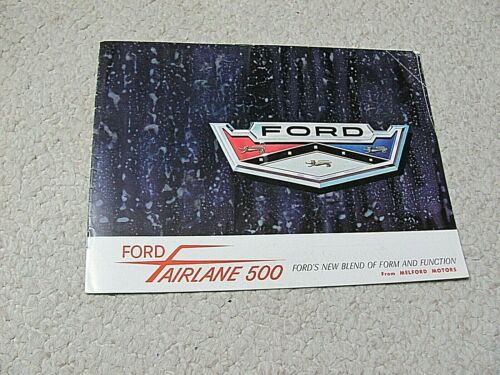 FORD
FORD
FAIRLANE 500
FORD'S NEW BLEND OF FORM AND FUNCTION
From MELFORD MOTORS